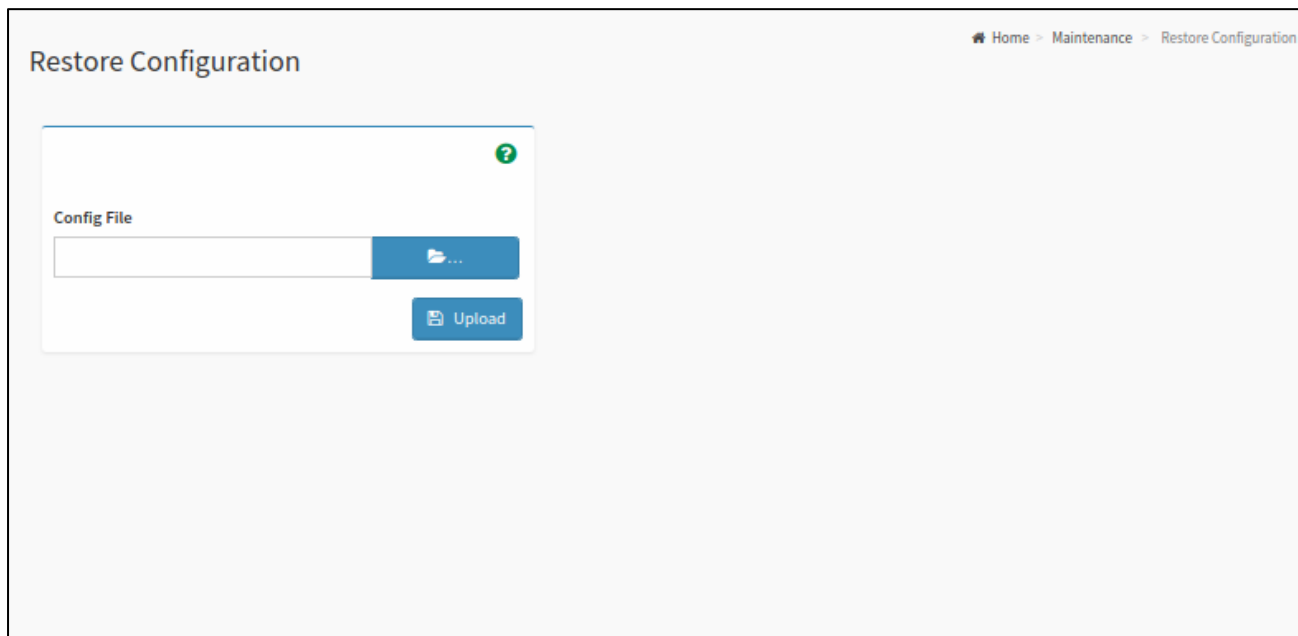 Home > Maintenance > Restore Configuration
Restore Configuration
?
Config File
...
Upload